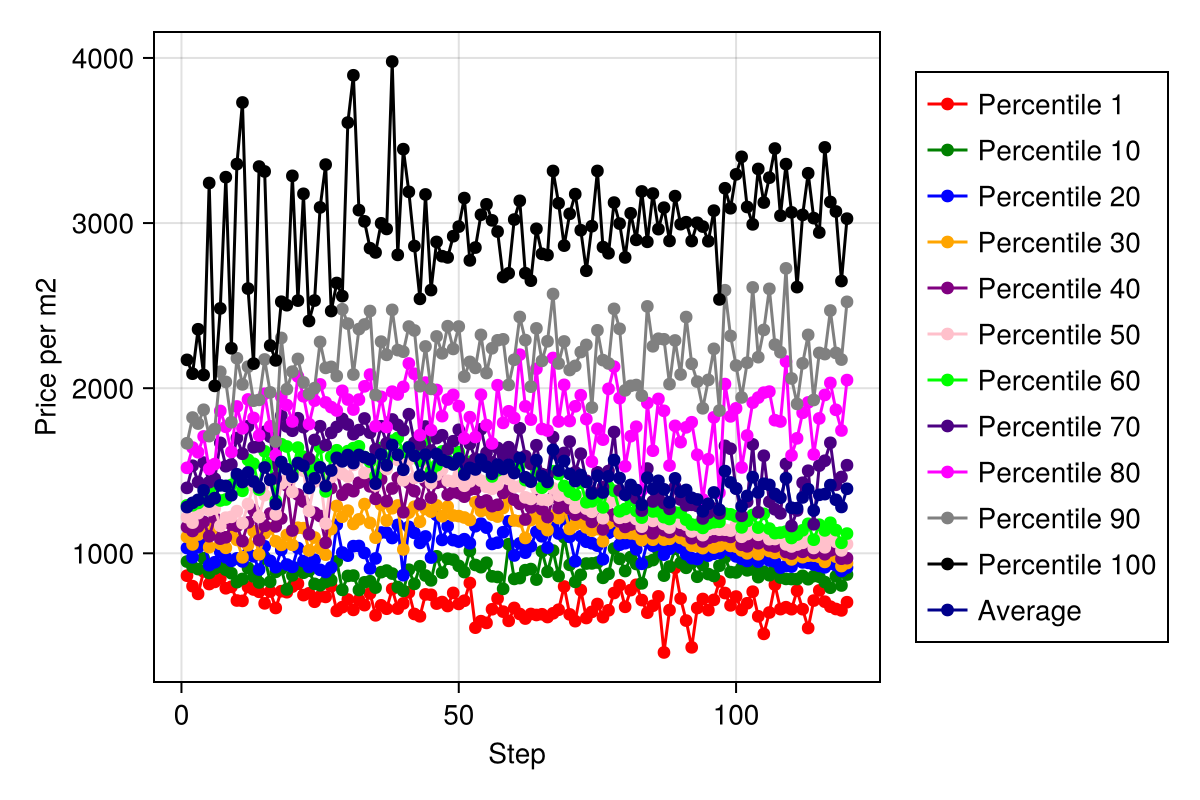 4000
3000
2000
1000
Price per m2
0
50
100
Step
Percentile 1
Percentile 10
Percentile 20
Percentile 30
Percentile 40
Percentile 50
Percentile 60
Percentile 70
Percentile 80
Percentile 90
Percentile 100
Average